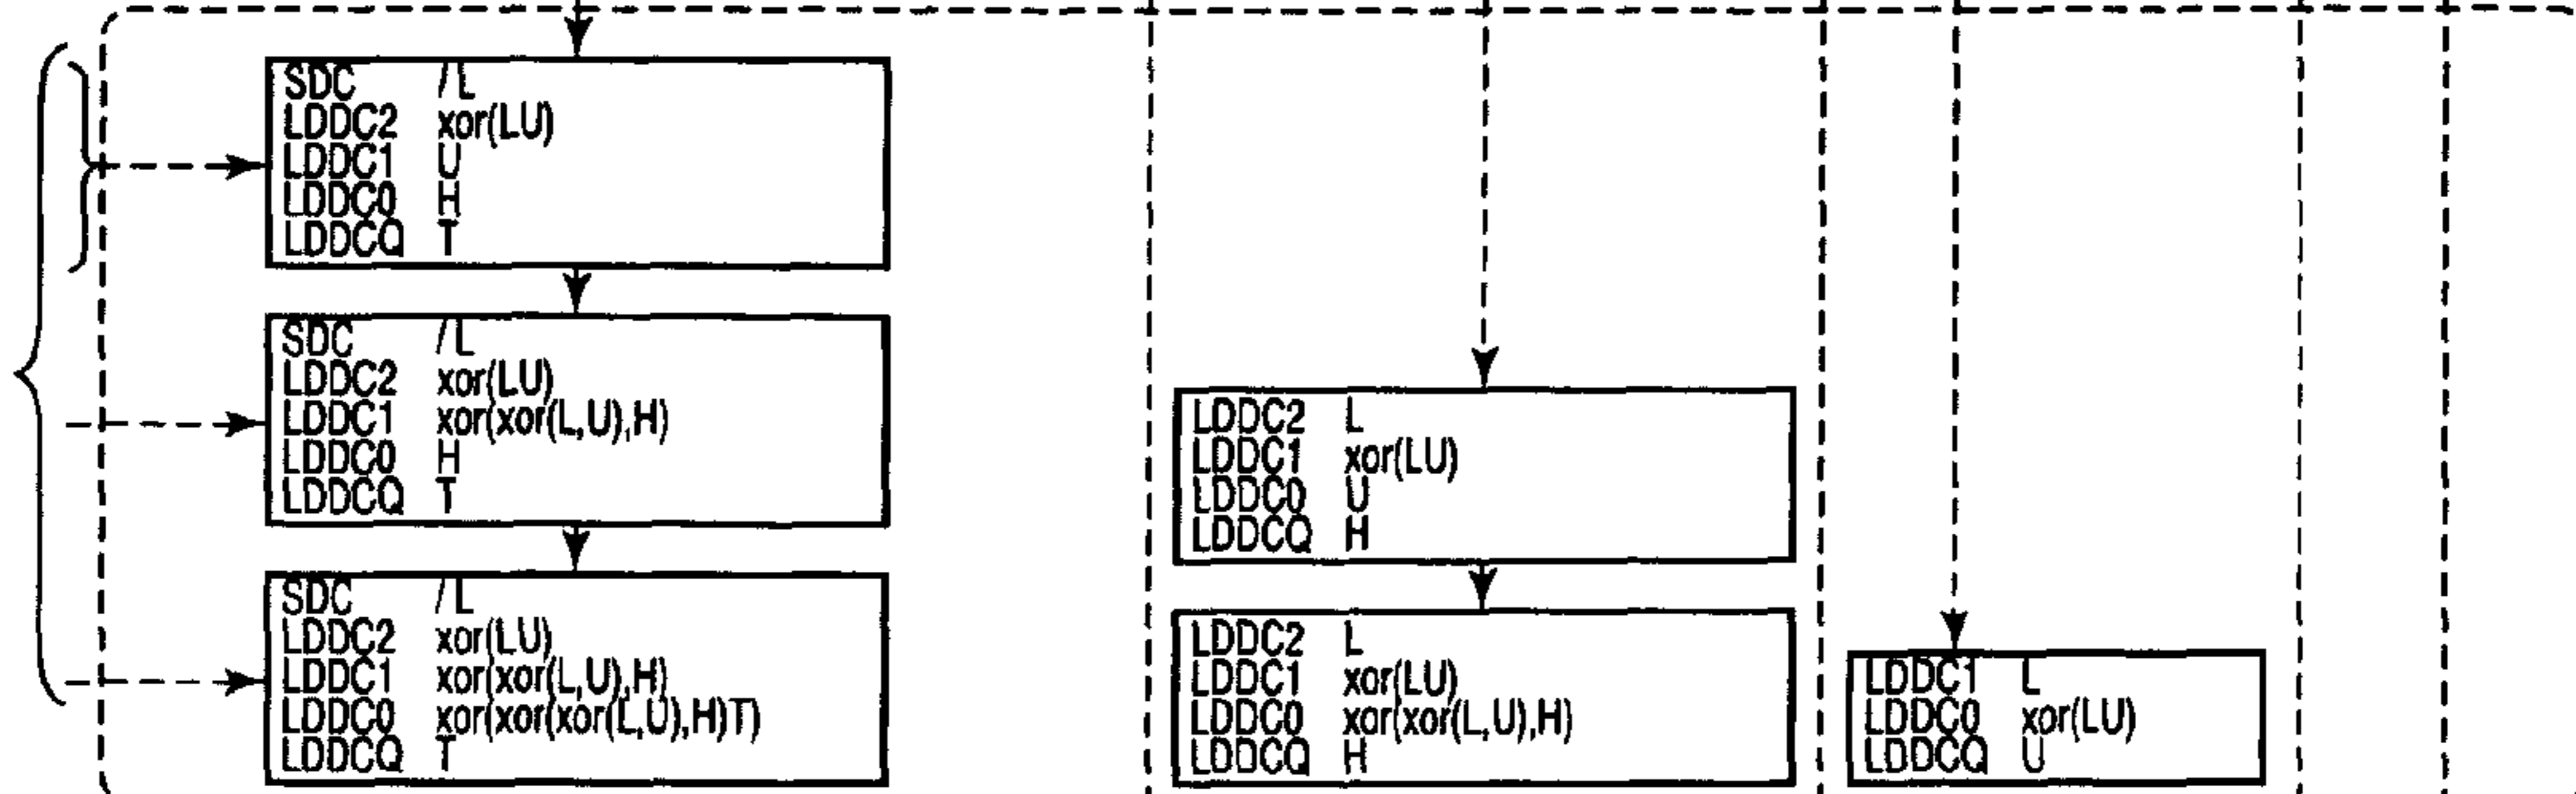 SDC /L
LDDC2 xor(LU)
LDDC1 U
LDDC0 H
LDDCQ T
SDC /L
LDDC2 xor(LU)
LDDC1 xor(xor(L,U),H)
LDDC0 H
LDDCQ T
SDC /L
LDDC2 xor(LU)
LDDC1 xor(xor(L,U),H)
LDDC0 xor(xor(xor(L,U),H)T)
LDDCQ T
LDDC2 L
LDDC1 xor(LU)
LDDC0 U
LDDCQ H
LDDC2 L
LDDC1 xor(LU)
LDDC0 xor(xor(L,U),H)
LDDCQ H
LDDC1 L
LDDC0 xor(LU)
LDDCQ U